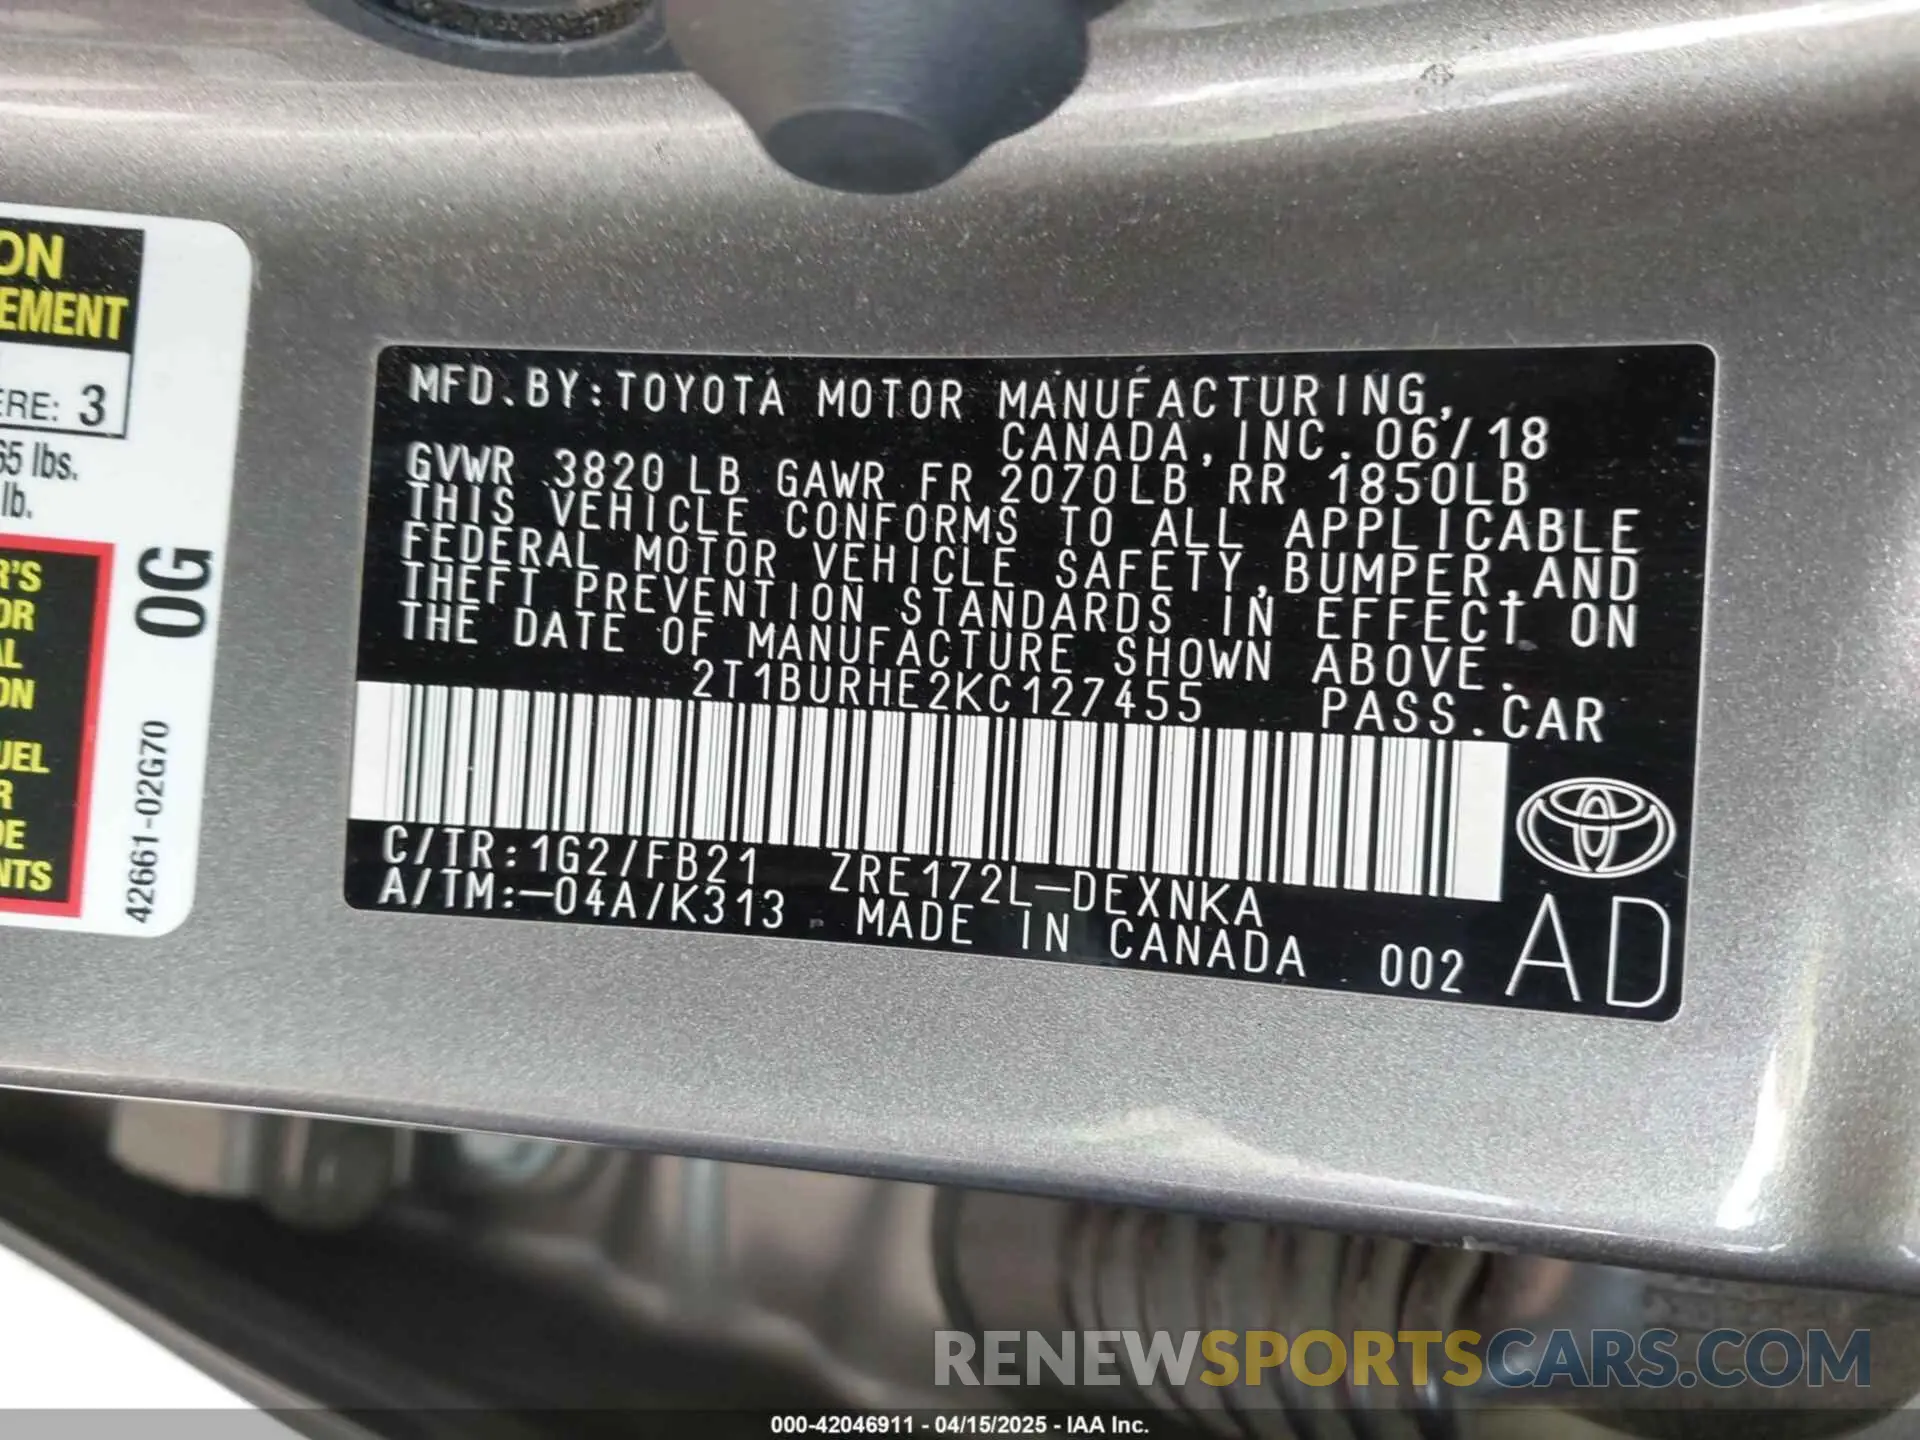 ON
EMENT
ERE: 3
65 lbs.
lb.
R'S
OR
AL
ON
UEL
R
DE
NTS
0G
42661-02G70
MFD.BY:TOYOTA MOTOR MANUFACTURING,
CANADA,INC.06/18
GVWR 3820LB GAWR FR2070LB RR 1850LB
THIS VEHICLE CONFORMS TO ALL APPLICABLE
FEDERAL MOTOR VEHICLE SAFETY,BUMPER,AND
THEFT PREVENTION STANDARDS IN EFFECT ON
THE DATE OF MANUFACTURE SHOWN ABOVE.
2T1BURHE2KC127455 PASS.CAR
C/TR:1G2/FB21 ZRE172L-DEXNKA
A/TM:-04A/K313 MADE IN CANADA 002 AD
RENEWSPORTSCARS.COM
000-42046911 - 04/15/2025 - IAA Inc.